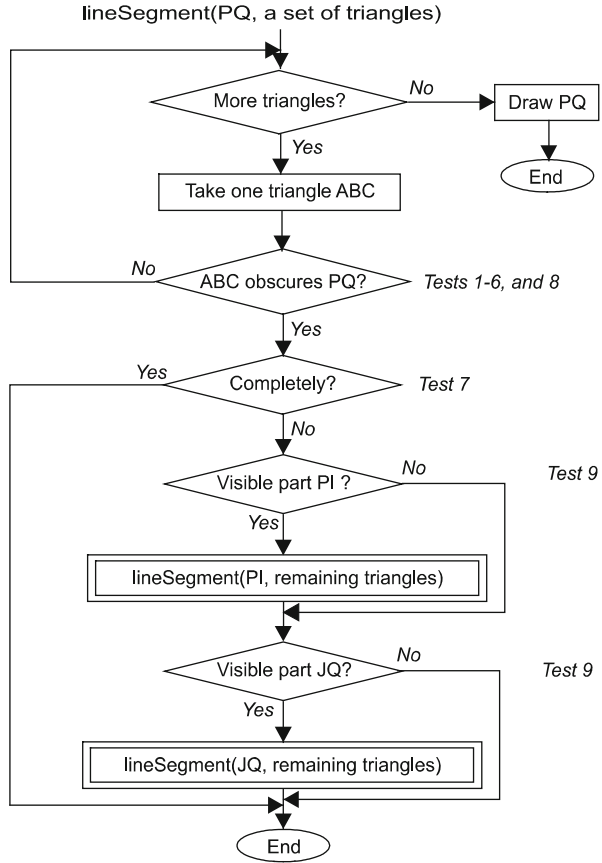 lineSegment(PQ, a set of triangles)
More triangles?
No
Draw PQ
Yes
End
Take one triangle ABC
No
ABC obscures PQ?
Tests 1-6, and 8
Yes
Yes
Completely?
Test 7
No
Visible part PI ?
No
Test 9
Yes
lineSegment(PI, remaining triangles)
Visible part JQ?
No
Test 9
Yes
lineSegment(JQ, remaining triangles)
End